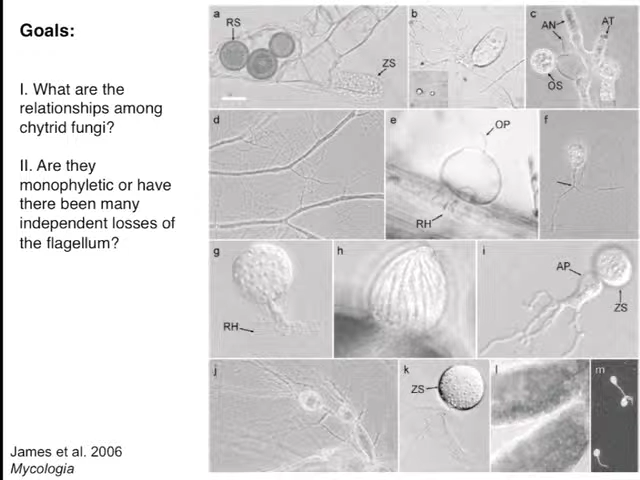 Goals:
I. What are the
relationships among
chytrid fungi?
II. Are they
monophyletic or have
there been many
independent losses of
the flagellum?
James et al. 2006
Mycologia
a
RS
ZS
b
c
AN
AT
OS
d
e
OP
RH
f
g
RH
h
i
AP
ZS
j
k
ZS
l
m